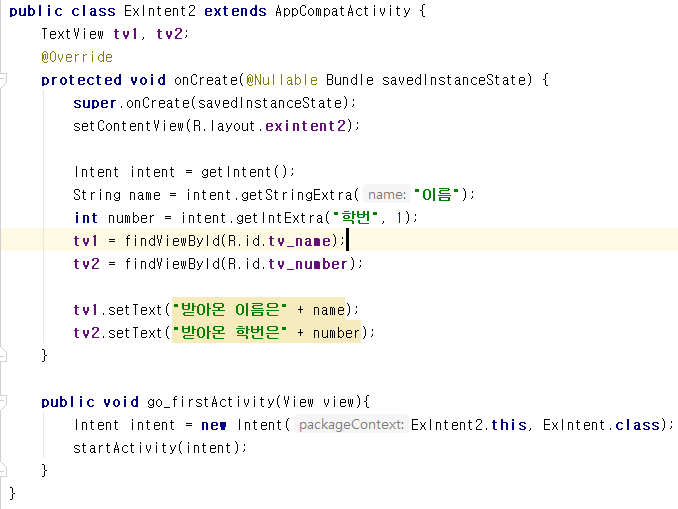 public class ExIntent2 extends AppCompatActivity {
TextView tv1, tv2;
@Override
protected void onCreate(@Nullable Bundle savedInstanceState) {
super.onCreate(savedInstanceState);
setContentView(R.layout.exintent2);
Intent intent = getIntent();
String name = intent.getStringExtra( name: "이름");
int number = intent.getIntExtra("학번", 1);
tv1 = findViewById(R.id.tv_name);
tv2 = findViewById(R.id.tv_number);
tv1.setText("받아온 이름은" + name);
tv2.setText("받아온 학번은" + number);
}
public void go_firstActivity(View view){
Intent intent = new Intent( packageContext: ExIntent2.this, ExIntent.class);
startActivity(intent);
}
}